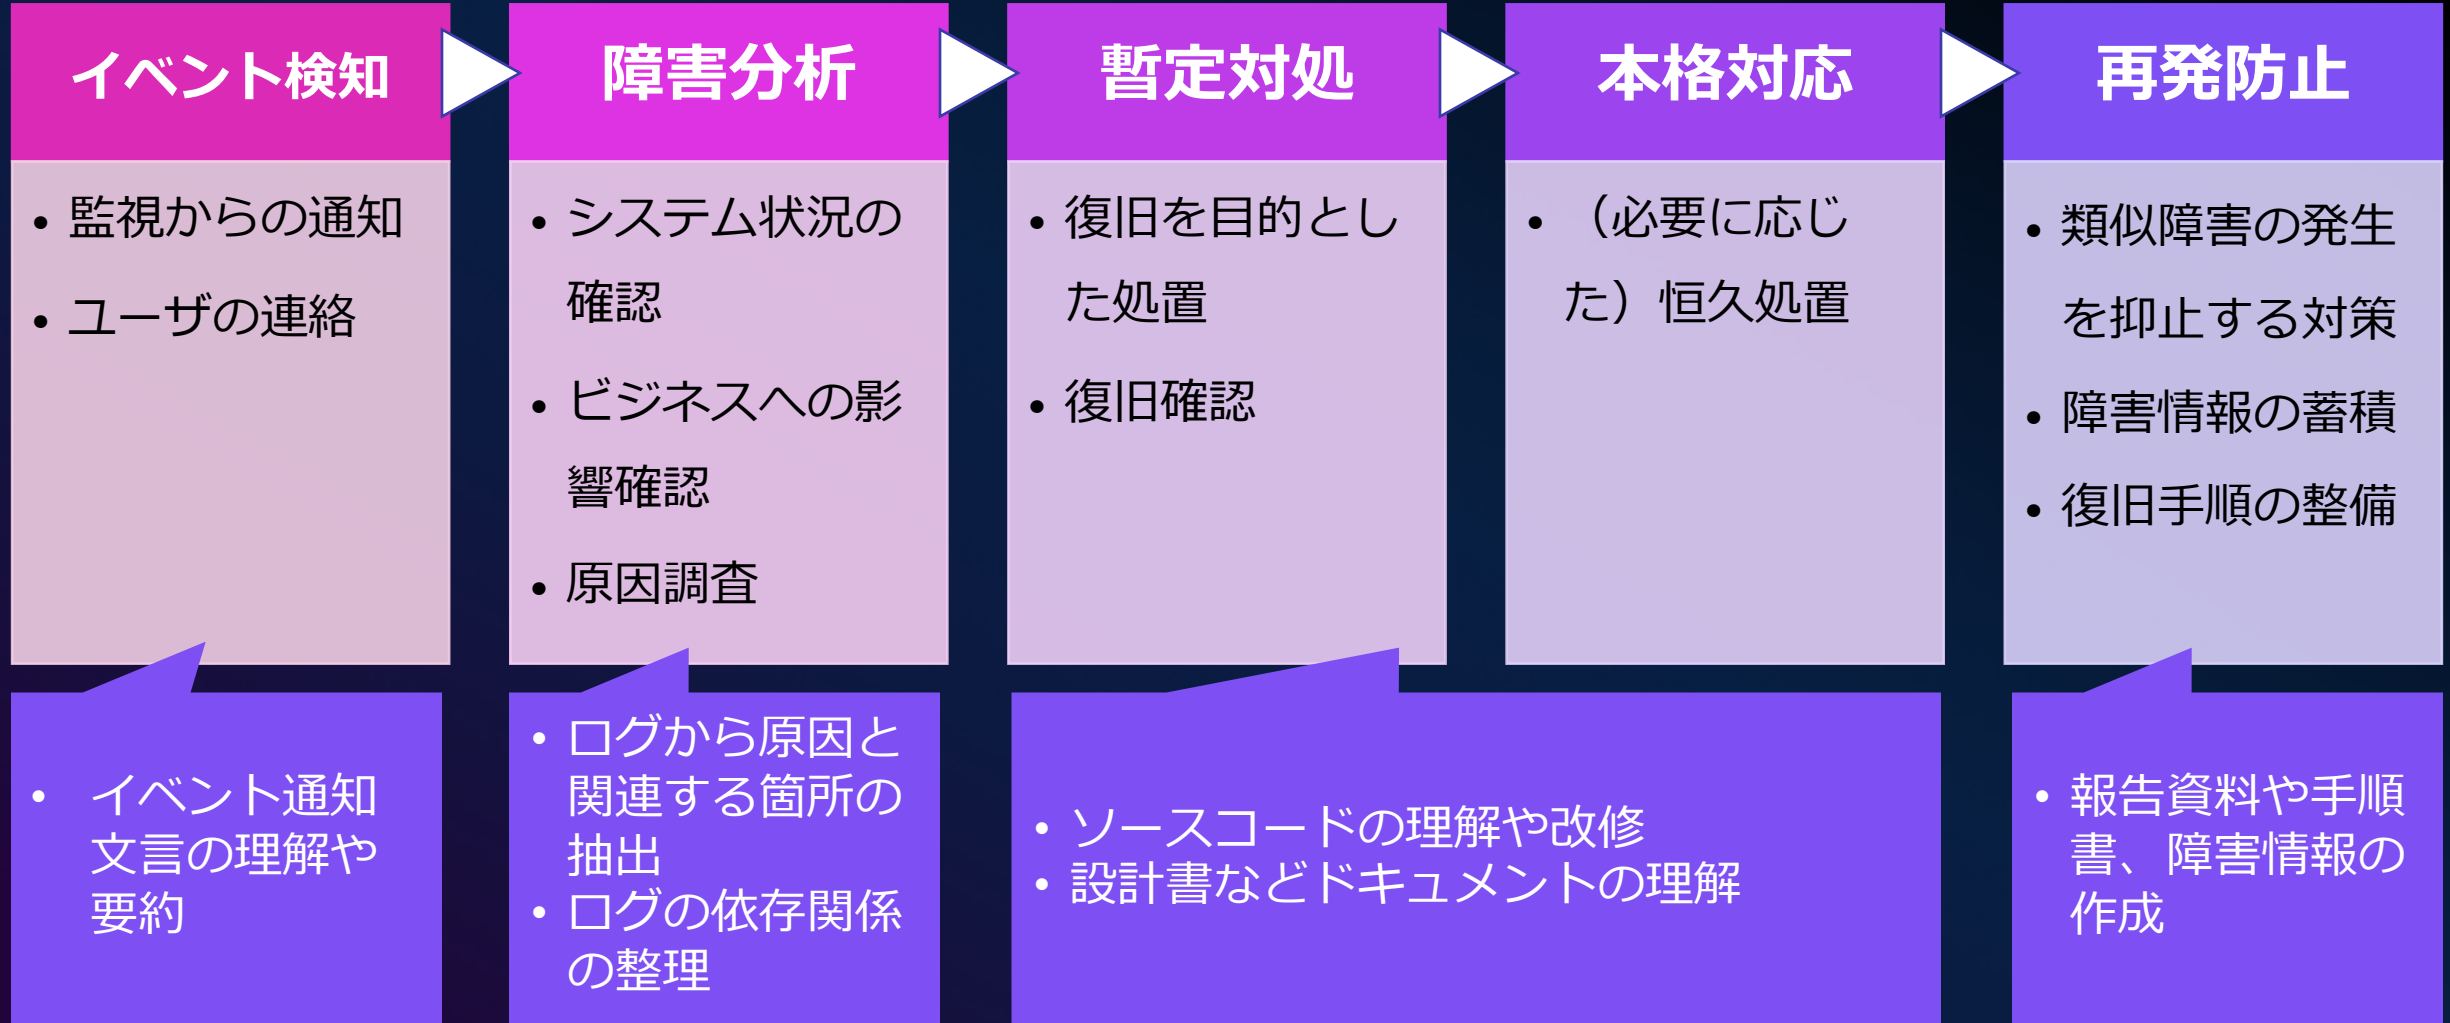 イベント検知
障害分析
暫定対処
本格対応
再発防止
• 監視からの通知
• ユーザの連絡
• システム状況の
確認
• ビジネスへの影
響確認
• 原因調査
• 復旧を目的とし
た処置
• 復旧確認
• （必要に応じ
た）恒久処置
• 類似障害の発生
を抑止する対策
• 障害情報の蓄積
• 復旧手順の整備
• イベント通知
文言の理解や
要約
• ログから原因と
関連する箇所の
抽出
• ログの依存関係
の整理
• ソースコードの理解や改修
• 設計書などドキュメントの理解
• 報告資料や手順
書、障害情報の
作成